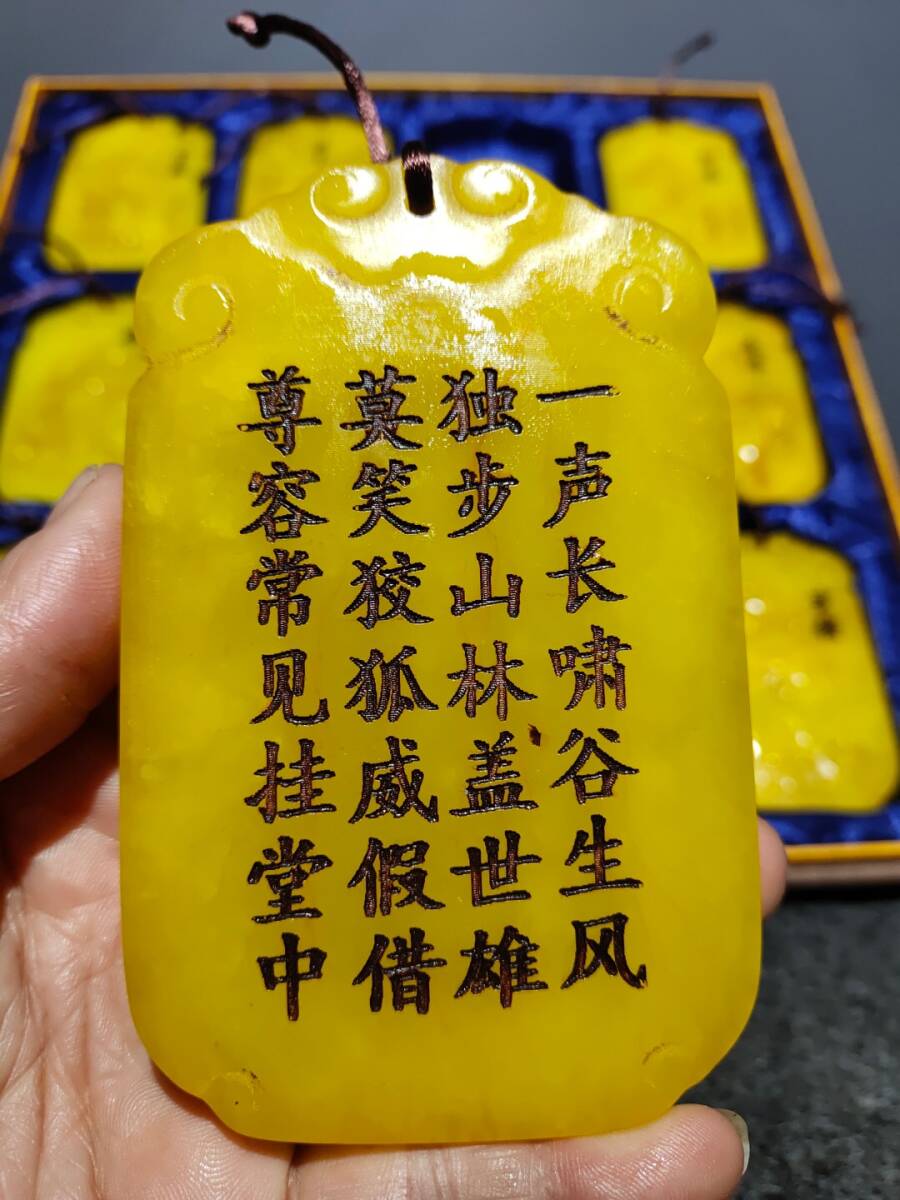 一声长啸谷生风
独步山林盖世雄
莫笑狡狐威假借
尊容常见挂堂中